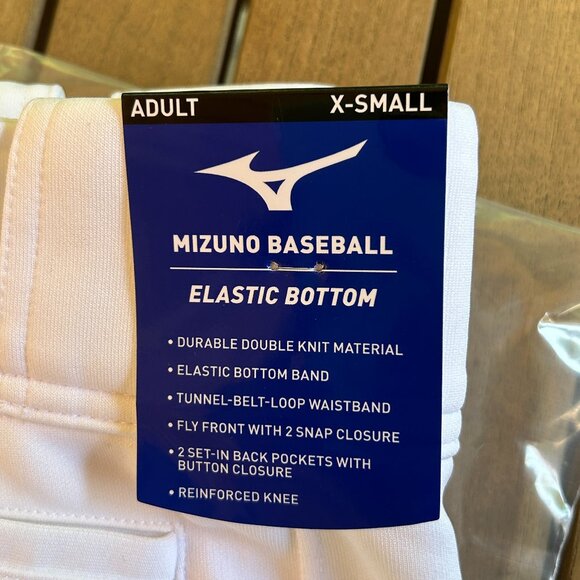 ADULT X-SMALL
MIZUNO BASEBALL
ELASTIC BOTTOM
• DURABLE DOUBLE KNIT MATERIAL
• ELASTIC BOTTOM BAND
• TUNNEL-BELT-LOOP WAISTBAND
• FLY FRONT WITH 2 SNAP CLOSURE
• 2 SET-IN BACK POCKETS WITH
BUTTON CLOSURE
• REINFORCED KNEE